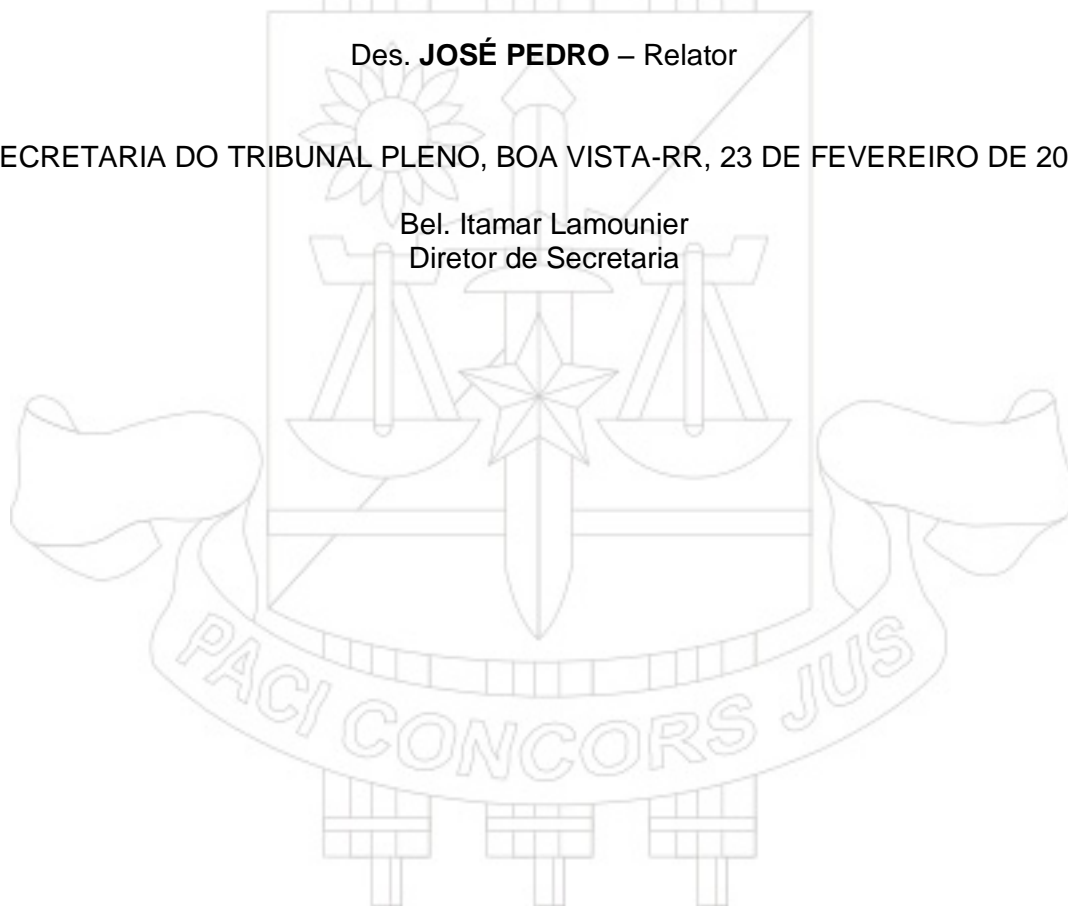 Des. JOSÉ PEDRO – Relator
ECRETARIA DO TRIBUNAL PLENO, BOA VISTA-RR, 23 DE FEVEREIRO DE 20
Bel. Itamar Lamounier
Diretor de Secretaria
PACI CONCORS JUS